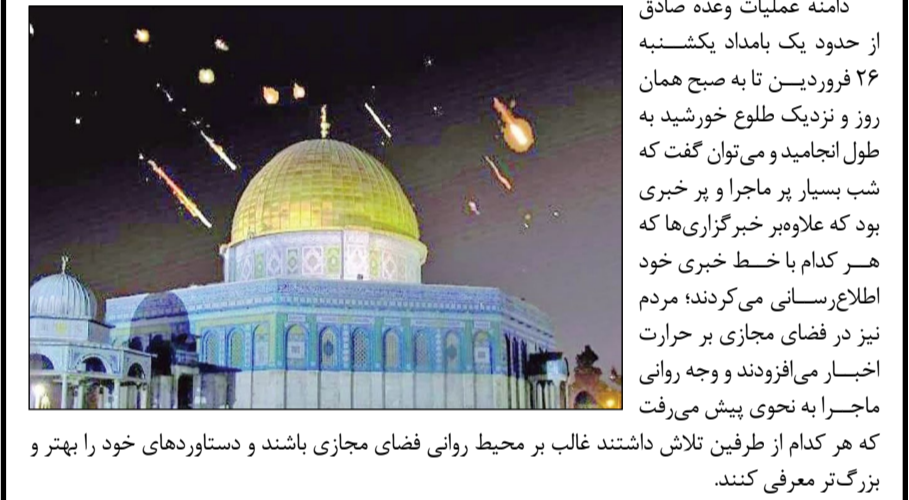 دامنه عملیات وعده صادق
از حدود یک بامداد یکشنبه
۲۶ فروردین تا به صبح همان
روز و نزدیک طلوع خورشید به
طول انجامید و می‌توان گفت که
شب بسیار پر ماجرا و پر خبری
بود که علاوه‌بر خبرگزاری‌ها که
هر کدام با خط خبری خود
اطلاع‌رسانی می‌کردند؛ مردم
نیز در فضای مجازی بر حرارت
اخبار می‌افزودند و وجه روانی
ماجرا به نحوی پیش می‌رفت
که هر کدام از طرفین تلاش داشتند غالب بر محیط روانی فضای مجازی باشند و دستاوردهای خود را بهتر و
بزرگ‌تر معرفی کنند.